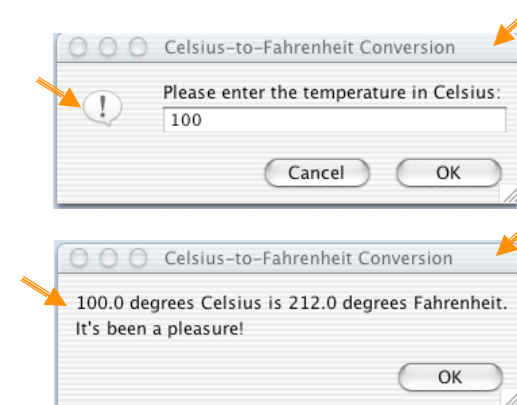 Celsius-to-Fahrenheit Conversion
Please enter the temperature in Celsius:
!
100
Cancel
OK
Celsius-to-Fahrenheit Conversion
100.0 degrees Celsius is 212.0 degrees Fahrenheit.
It's been a pleasure!
OK